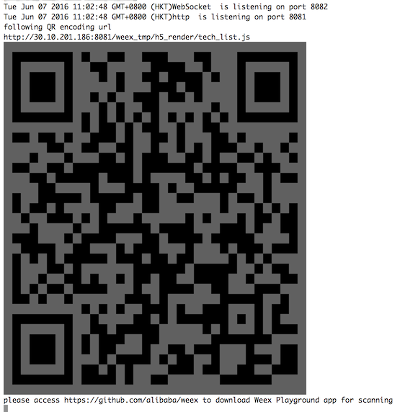 Tue Jun 07 2016 11:02:48 GMT+0800 (HKT)WebSocket  is listening on port 8082
Tue Jun 07 2016 11:02:48 GMT+0800 (HKT)http  is listening on port 8081
following QR encoding url
http://30.10.201.186:8081/weex_tmp/h5_render/tech_list.js
please access https://github.com/alibaba/weex to download Weex Playground app for scanning